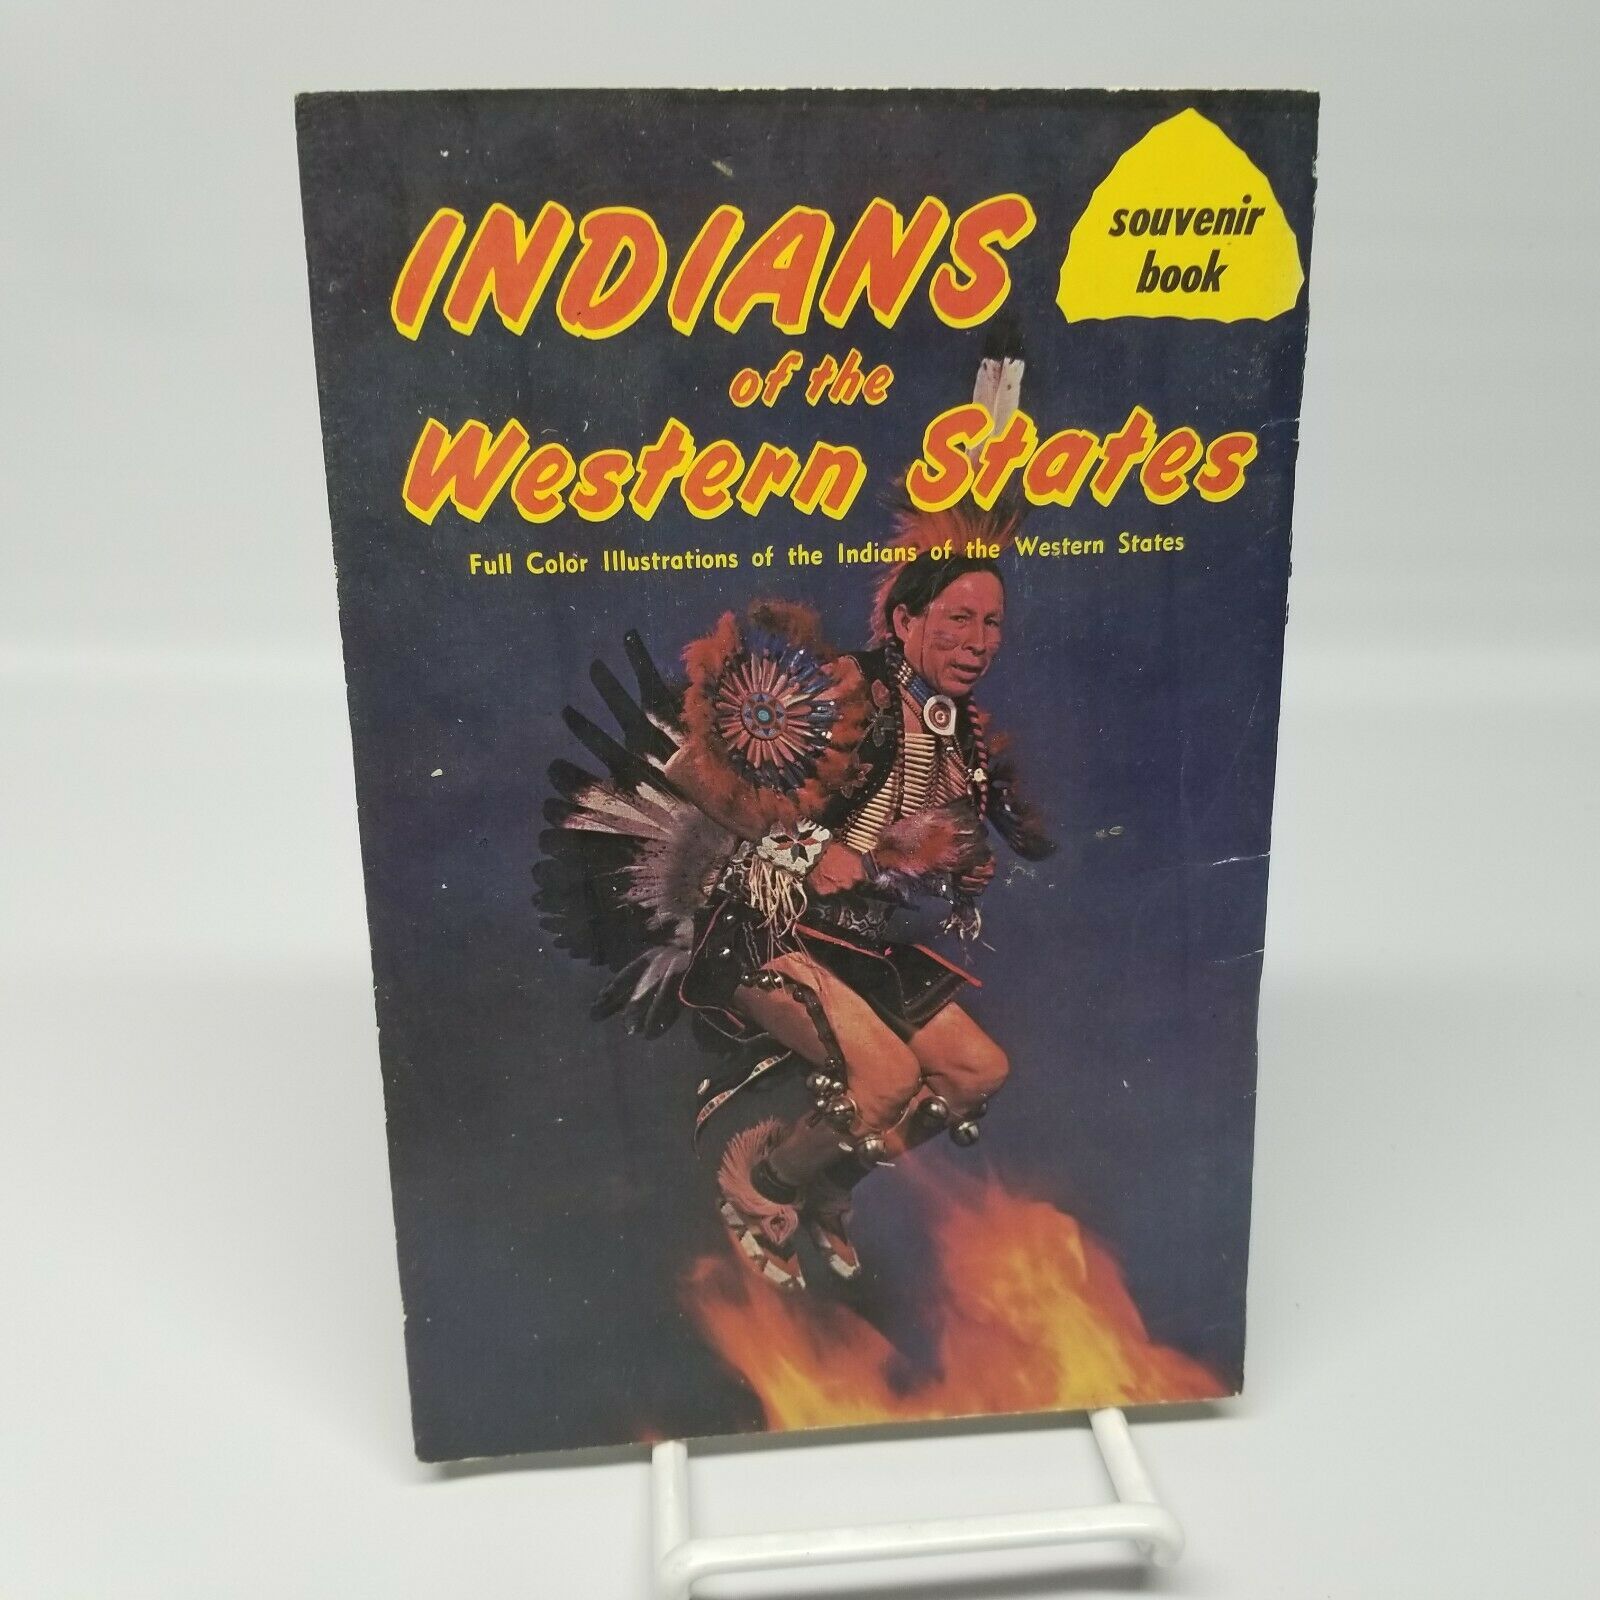 souvenir
book
INDIANS
of the
Western States
Full Color Illustrations of the Indians of the Western States